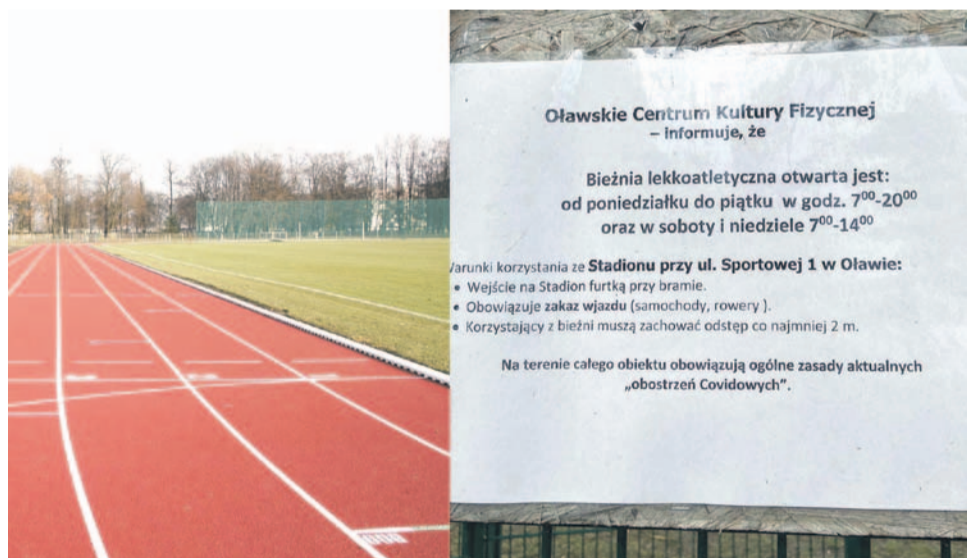 Oławskie Centrum Kultury Fizycznej
– informuje, że
Bieżnia lekkoatletyczna otwarta jest:
od poniedziałku do piątku w godz. 7⁰⁰-20⁰⁰
oraz w soboty i niedziele 7⁰⁰-14⁰⁰
Warunki korzystania ze Stadionu przy ul. Sportowej 1 w Oławie:
• Wejście na Stadion furtką przy bramie.
• Obowiązuje zakaz wjazdu (samochody, rowery ).
• Korzystający z bieżni muszą zachować odstęp co najmniej 2 m.
Na terenie całego obiektu obowiązują ogólne zasady aktualnych
„obostrzeń Covidowych”.